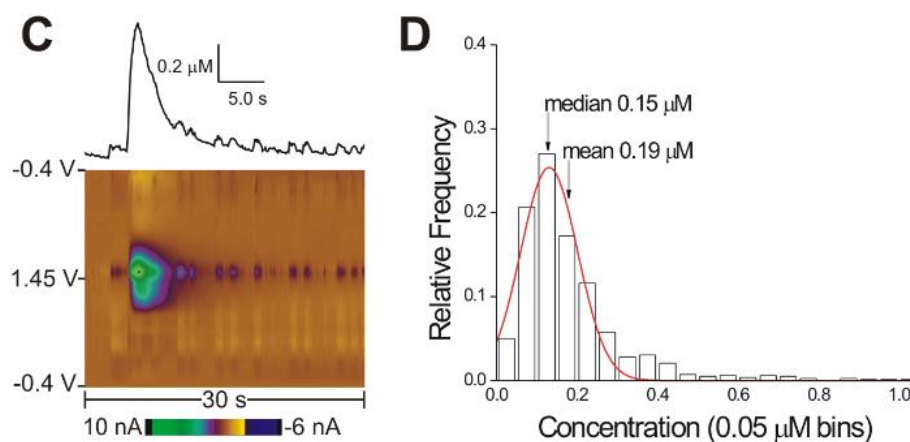 C
0.2 μM
5.0 s
-0.4 V
1.45 V
-0.4 V
30 s
10 nA
-6 nA
D
Relative Frequency
0.4
0.3
0.2
0.1
0.0
median 0.15 μM
mean 0.19 μM
0.0 0.2 0.4 0.6 0.8 1.0
Concentration (0.05 μM bins)